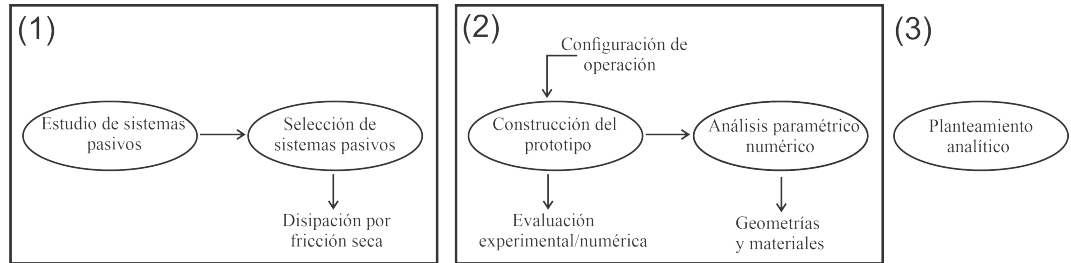 (1)
Estudio de sistemas
pasivos
Selección de
sistemas pasivos
Disipación por
fricción seca
(2)
Configuración de
operación
Construcción del
prototipo
Análisis paramétrico
numérico
Evaluación
experimental/numérica
Geometrías
y materiales
(3)
Planteamiento
analítico